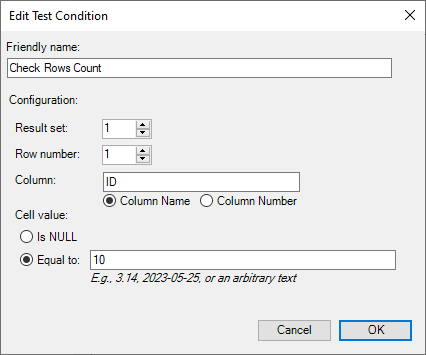 Edit Test Condition
Friendly name:
Check Rows Count
Configuration:
Result set: 1
Row number: 1
Column: ID
Column Name Column Number
Cell value:
Is NULL
Equal to: 10
E.g., 3.14, 2023-05-25, or an arbitrary text
Cancel OK